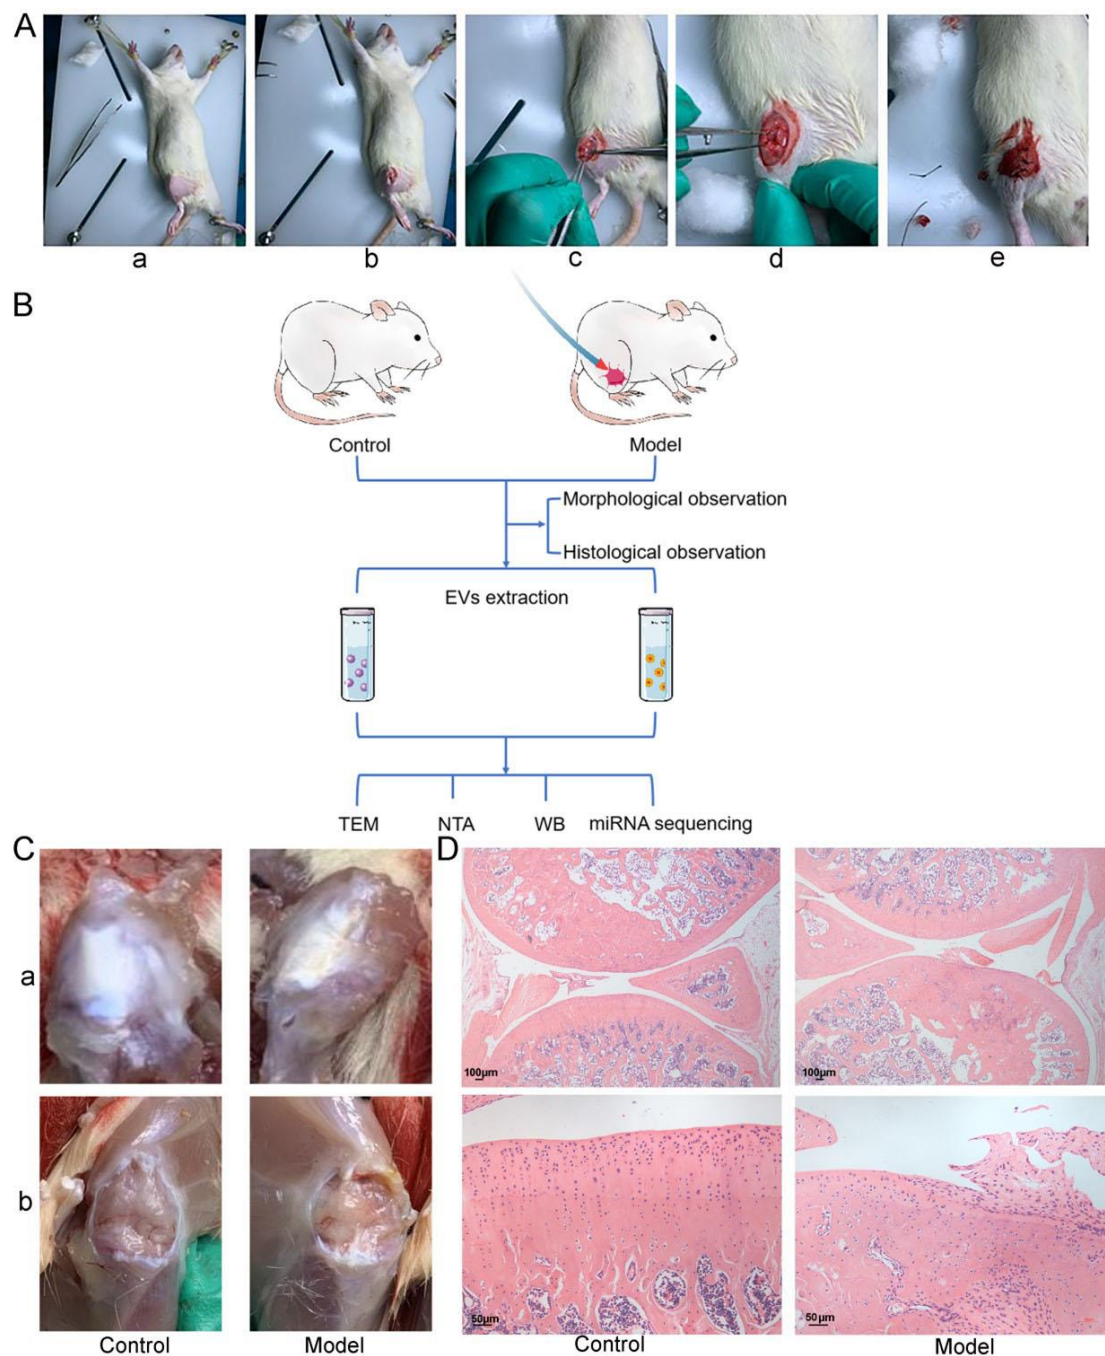 A
a b c d e
B
Control Model
Morphological observation
Histological observation
EVs extraction
TEM NTA WB miRNA sequencing
C D
a
100µm 100µm
b
50µm 50µm
Control Model Control Model